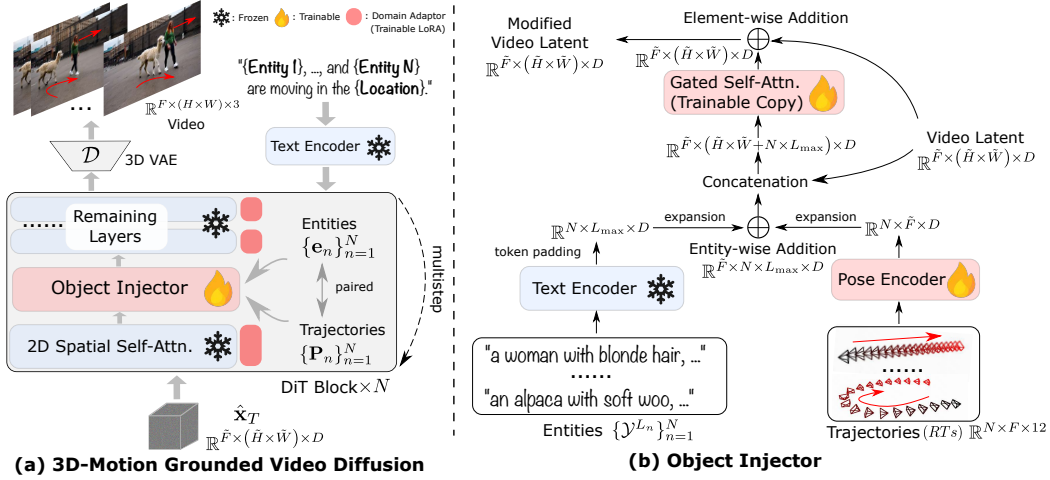 : Frozen
: Trainable
: Domain Adaptor
(Trainable LoRA)
ℝ^{F×(H×W)×3}
Video
...
𝒟
3D VAE
"{Entity 1}, ..., and {Entity N}
are moving in the {Location}."
Text Encoder
......
Remaining
Layers
Object Injector
2D Spatial Self-Attn.
Entities
{e_n}_{n=1}^N
paired
Trajectories
{P_n}_{n=1}^N
multistep
DiT Block×N
x̂_T
ℝ^{F̃×(H̃×W̃)×D}
(a) 3D-Motion Grounded Video Diffusion
Element-wise Addition
Modified
Video Latent
ℝ^{F̃×(H̃×W̃)×D}
ℝ^{F̃×(H̃×W̃)×D}
Gated Self-Attn.
(Trainable Copy)
ℝ^{F̃×(H̃×W̃+N×L_max)×D}
Video Latent
ℝ^{F̃×(H̃×W̃)×D}
Concatenation
ℝ^{N×L_max×D}
expansion
expansion
ℝ^{N×F̃×D}
Entity-wise Addition
ℝ^{F̃×N×L_max×D}
token padding
Text Encoder
Pose Encoder
"a woman with blonde hair, ..."
......
"an alpaca with soft woo, ..."
......
Entities {𝒴^{L_n}}_{n=1}^N
Trajectories (RTs) ℝ^{N×F×12}
(b) Object Injector